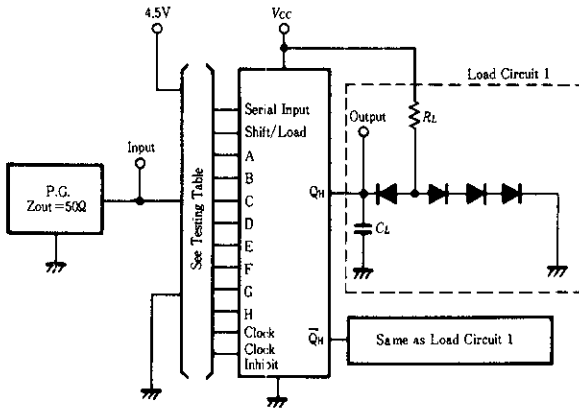 4.5V
VCC
Load Circuit 1
Output
RL
Serial Input
Shift/Load
Input
A
B
P.G.
Zout=50Ω
See Testing Table
C
QH
D
CL
E
F
G
H
Clock
Q̅H
Same as Load Circuit 1
Clock
Inhibit